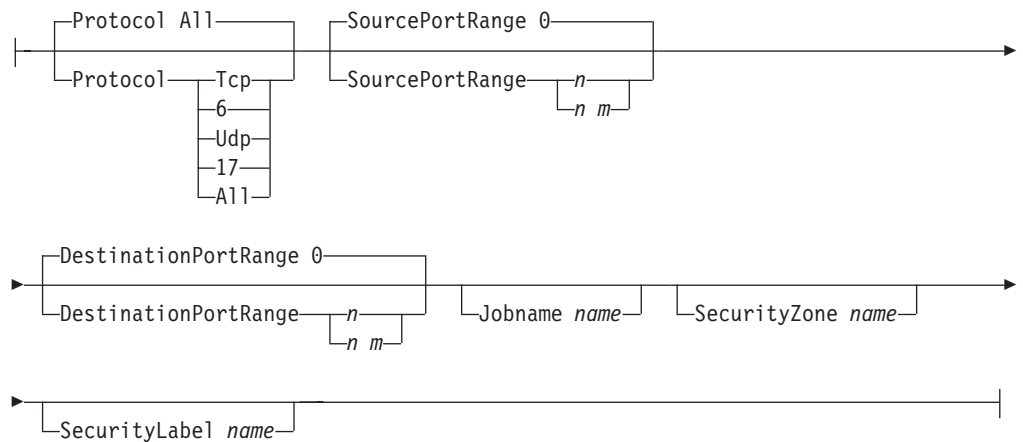 Protocol All SourcePortRange 0
Protocol Tcp SourcePortRange n
6 n m
Udp
17
All
DestinationPortRange 0
DestinationPortRange n Jobname name SecurityZone name
n m
SecurityLabel name